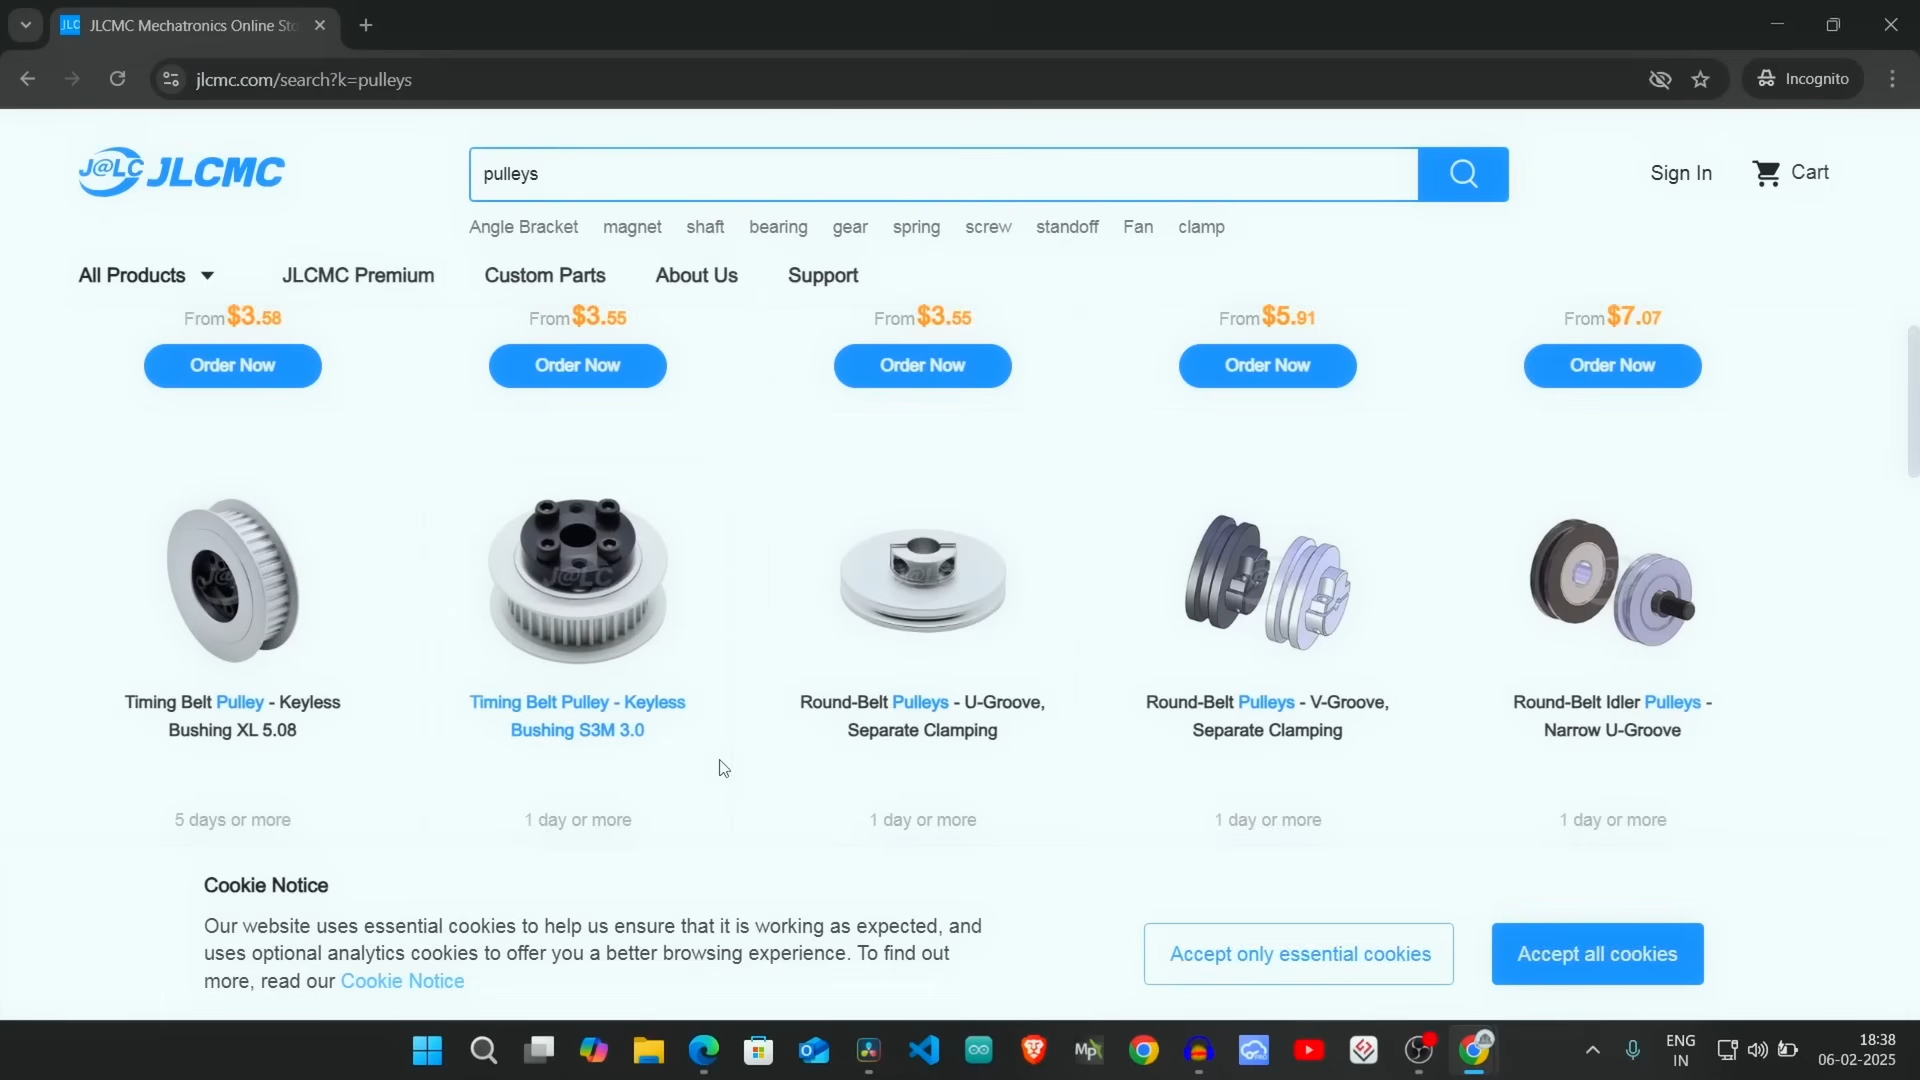 JLC JLCMC Mechatronics Online Sto
jlcmc.com/search?k=pulleys
Incognito
J@LC JLCMC
pulleys
Sign In
Cart
Angle Bracket magnet shaft bearing gear spring screw standoff Fan clamp
All Products JLCMC Premium Custom Parts About Us Support
From $3.58 From $3.55 From $3.55 From $5.91 From $7.07
Order Now Order Now Order Now Order Now Order Now
Timing Belt Pulley - Keyless
Bushing XL 5.08
Timing Belt Pulley - Keyless
Bushing S3M 3.0
Round-Belt Pulleys - U-Groove,
Separate Clamping
Round-Belt Pulleys - V-Groove,
Separate Clamping
Round-Belt Idler Pulleys -
Narrow U-Groove
5 days or more 1 day or more 1 day or more 1 day or more 1 day or more
Cookie Notice
Our website uses essential cookies to help us ensure that it is working as expected, and
uses optional analytics cookies to offer you a better browsing experience. To find out
more, read our Cookie Notice
Accept only essential cookies
Accept all cookies
ENG
IN
18:38
06-02-2025